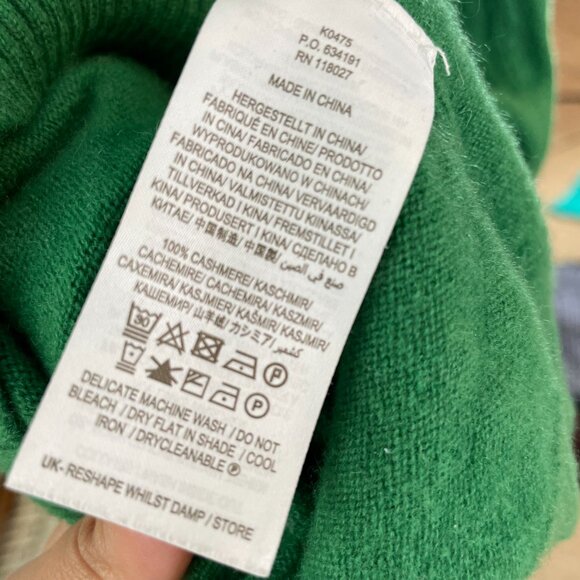 K0475
P.O. 634191
RN 118027
MADE IN CHINA
HERGESTELLT IN CHINA/
FABRIQUÉ EN CHINE/ PRODOTTO
IN CINA/ FABRICADO EN CHINA/
WYPRODUKOWANO W CHINACH/
FABRICADO NA CHINA/ VERVAARDIGD
IN CHINA/ VALMISTETTU KIINASSA/
TILLVERKAD I KINA/ FREMSTILLET I
KINA/ PRODUSERT I KINA/ СДЕЛАНО В
КИТАЕ/ 中国制造/ 中国製/ صنع في الصين
100% CASHMERE/ KASCHMIR/
CACHEMIRE/ CACHEMIRA/ KASZMIR/
CAXEMIRA/ KASJMIER/ KAŠMIR/ KASJMIR/
КАШЕМИР/ 山羊绒/ カシミア/ كشمير
DELICATE MACHINE WASH / DO NOT
BLEACH / DRY FLAT IN SHADE / COOL
IRON / DRYCLEANABLE Ⓟ
UK- RESHAPE WHILST DAMP / STORE